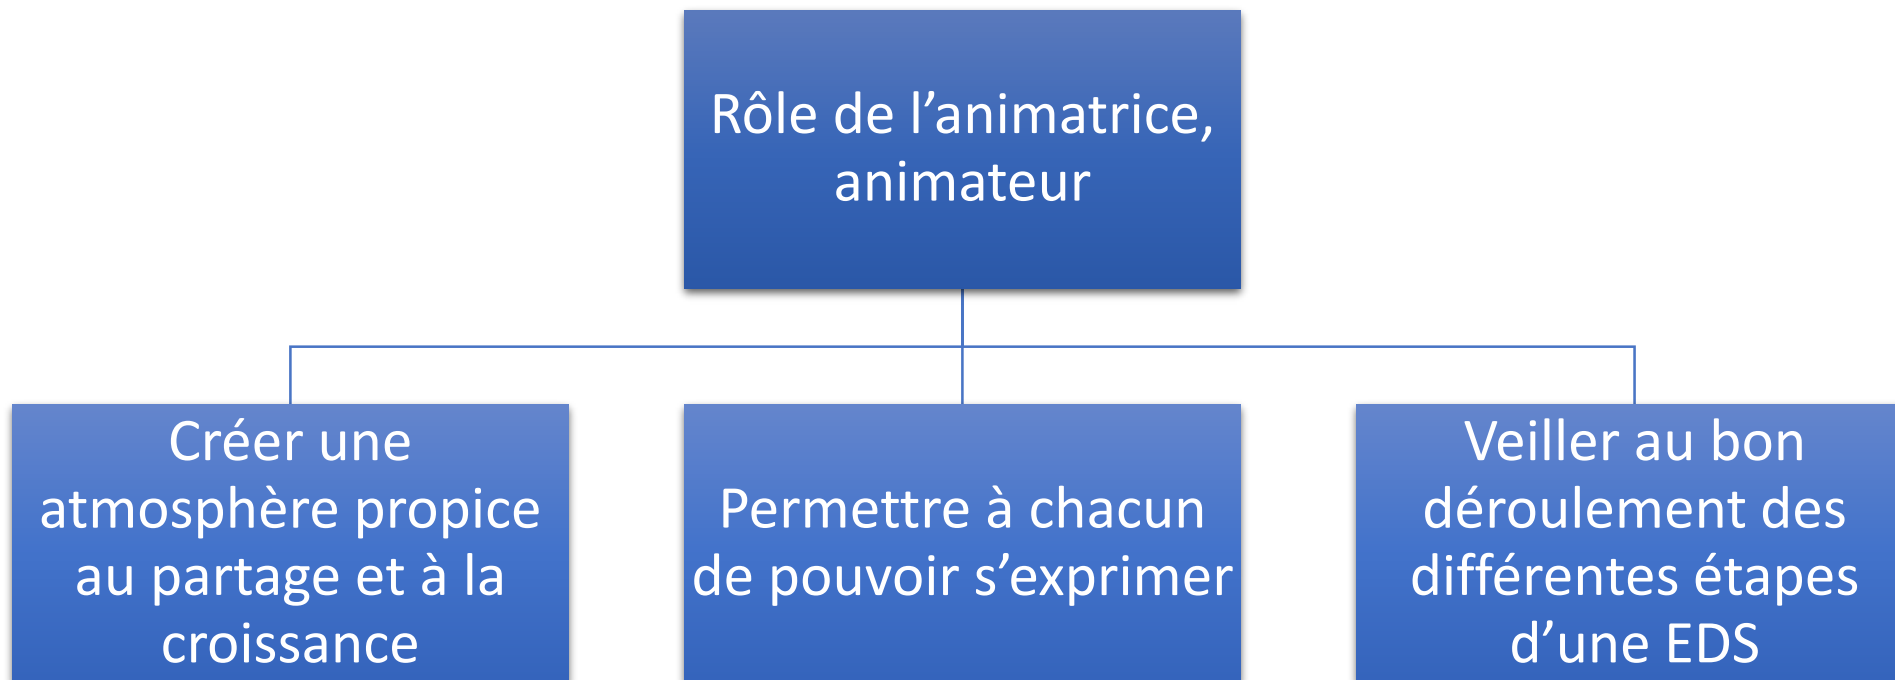 Rôle de l’animatrice,
animateur
Créer une
atmosphère propice
au partage et à la
croissance
Permettre à chacun
de pouvoir s’exprimer
Veiller au bon
déroulement des
différentes étapes
d’une EDS